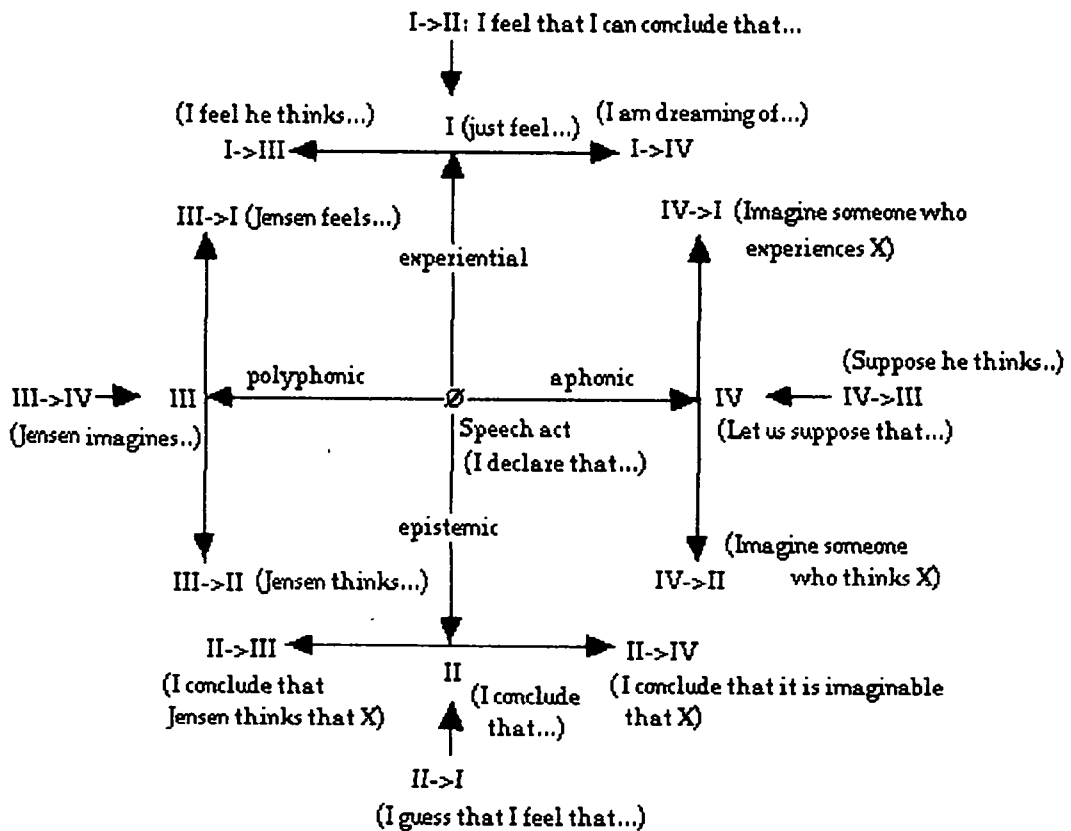 I->II: I feel that I can conclude that...
(I feel he thinks...)
I (just feel...)
(I am dreaming of...)
I->III
I->IV
III->I (Jensen feels...)
IV->I (Imagine someone who
experiences X)
experiential
(Suppose he thinks..)
polyphonic
aphonic
III->IV
III
Ø
IV
IV->III
(Jensen imagines..)
Speech act
(I declare that...)
(Let us suppose that...)
epistemic
(Imagine someone
who thinks X)
III->II (Jensen thinks...)
IV->II
II->III
II
II->IV
(I conclude that
Jensen thinks that X)
(I conclude
that...)
(I conclude that it is imaginable
that X)
II->I
(I guess that I feel that...)